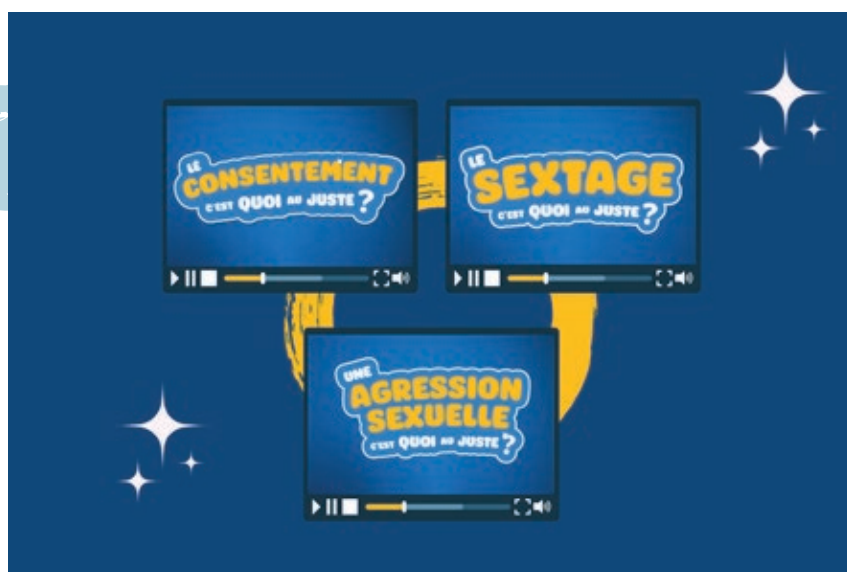 LE
CONSENTEMENT
C'EST QUOI AU JUSTE ?
LE
SEXTAGE
C'EST QUOI AU JUSTE ?
UNE
AGRESSION
SEXUELLE
C'EST QUOI AU JUSTE ?